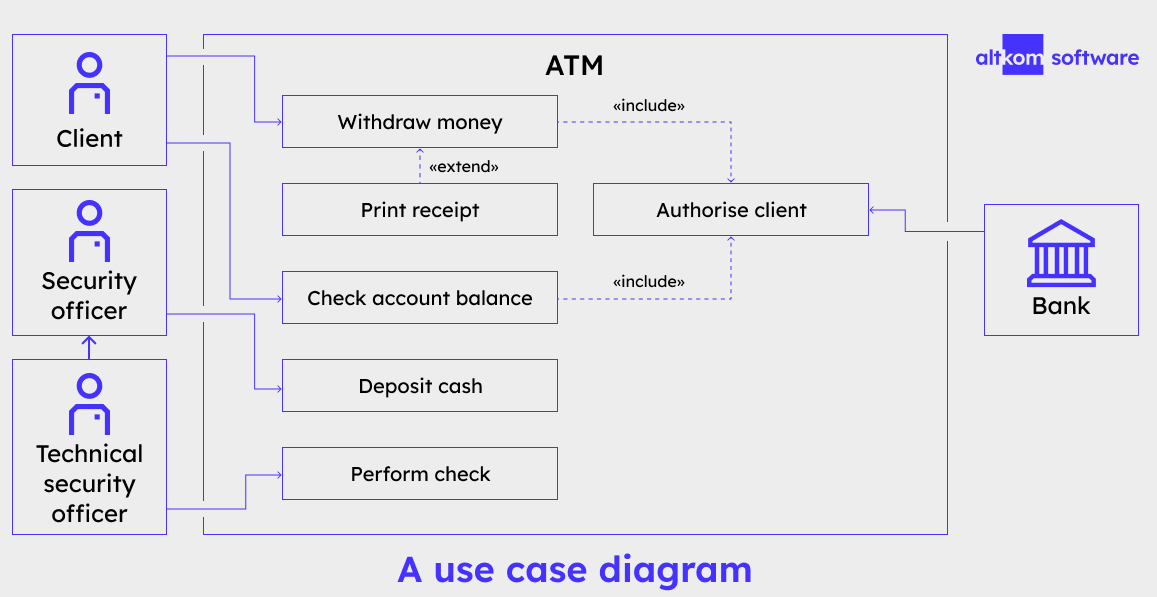 ATM
altkom software
Client
Withdraw money
«include»
«extend»
Print receipt
Authorise client
Security
officer
Check account balance
«include»
Bank
Deposit cash
Technical
security
officer
Perform check
A use case diagram